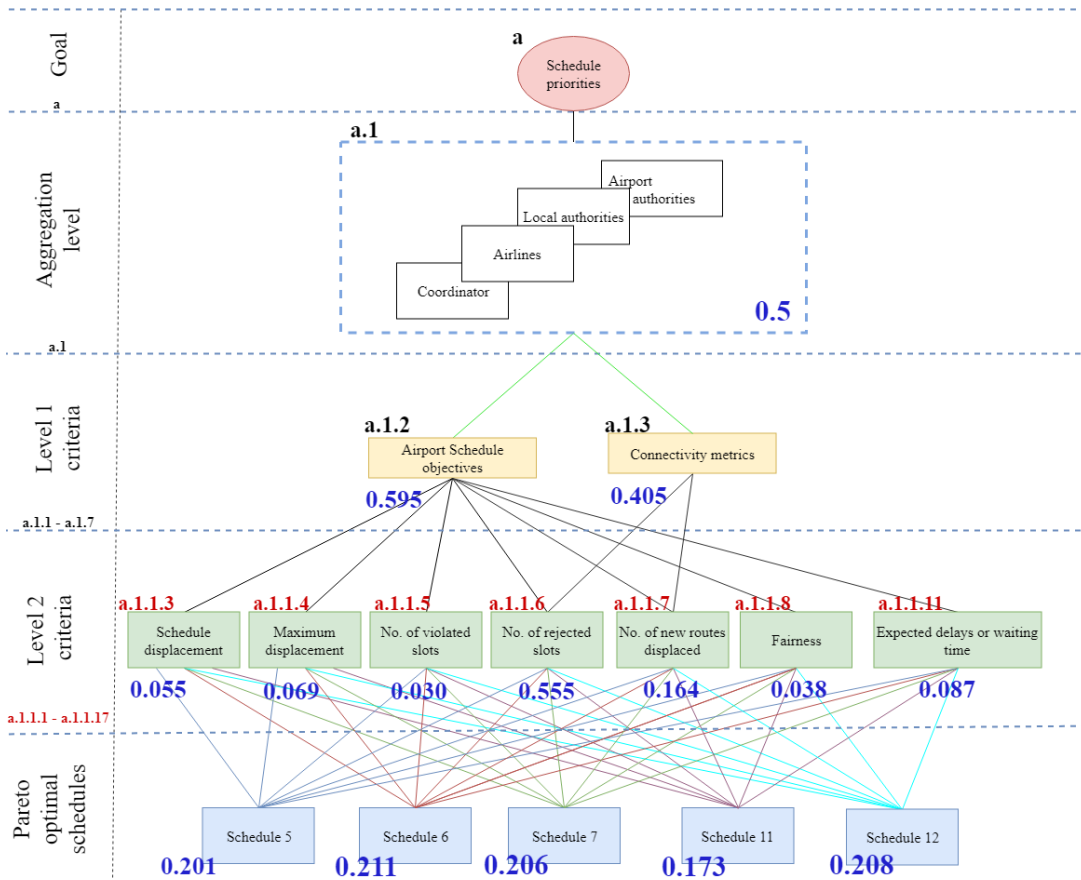 Goal
a
a
Schedule
priorities
Aggregation
level
a.1
a.1
Airport
authorities
Local authorities
Airlines
Coordinator
0.5
Level 1
criteria
a.1.1 - a.1.7
a.1.2
Airport Schedule
objectives
0.595
a.1.3
Connectivity metrics
0.405
Level 2
criteria
a.1.1.1 - a.1.1.17
a.1.1.3
Schedule
displacement
0.055
a.1.1.4
Maximum
displacement
0.069
a.1.1.5
No. of violated
slots
0.030
a.1.1.6
No. of rejected
slots
0.555
a.1.1.7
No. of new routes
displaced
0.164
a.1.1.8
Fairness
0.038
a.1.1.11
Expected delays or waiting
time
0.087
Pareto
optimal
schedules
Schedule 5
0.201
Schedule 6
0.211
Schedule 7
0.206
Schedule 11
0.173
Schedule 12
0.208